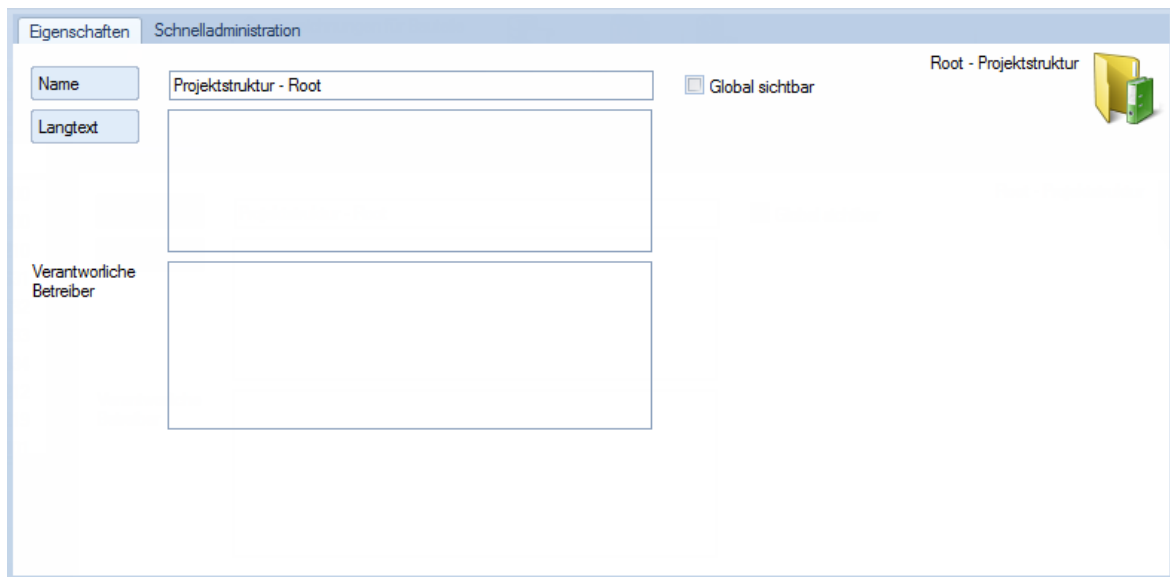 Eigenschaften Schnelladministration
Root - Projektstruktur
Name Projektstruktur - Root Global sichtbar
Langtext
Verantworliche
Betreiber